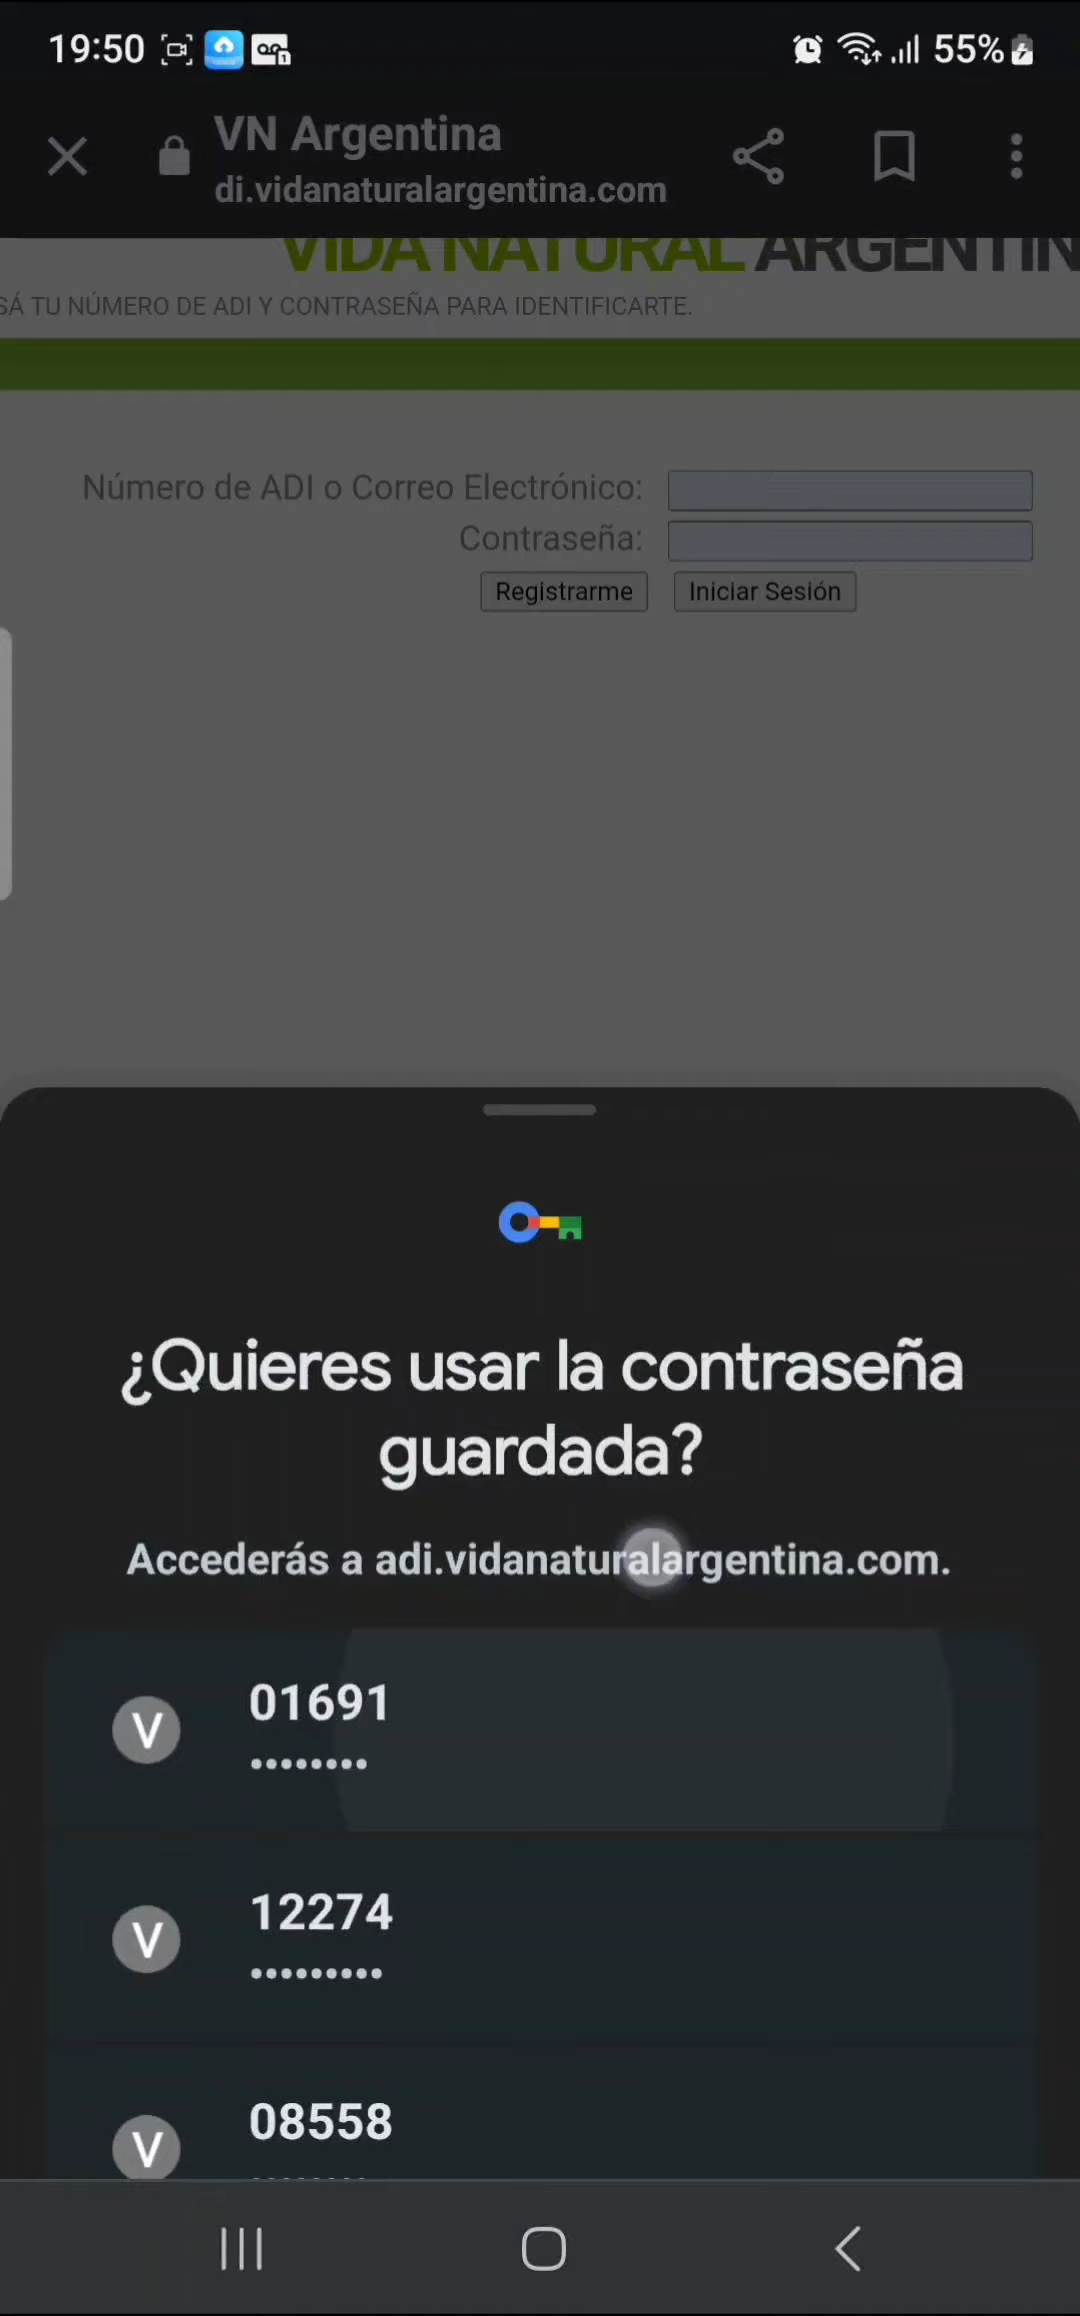 19:50
55%
VN Argentina
di.vidanaturalargentina.com
VIDA NATURAL ARGENTIN
SÁ TU NÚMERO DE ADI Y CONTRASEÑA PARA IDENTIFICARTE.
Número de ADI o Correo Electrónico:
Contraseña:
Registrarme Iniciar Sesión
¿Quieres usar la contraseña
guardada?
Accederás a adi.vidanaturalargentina.com.
V
01691
••••••••
V
12274
•••••••••
V
08558